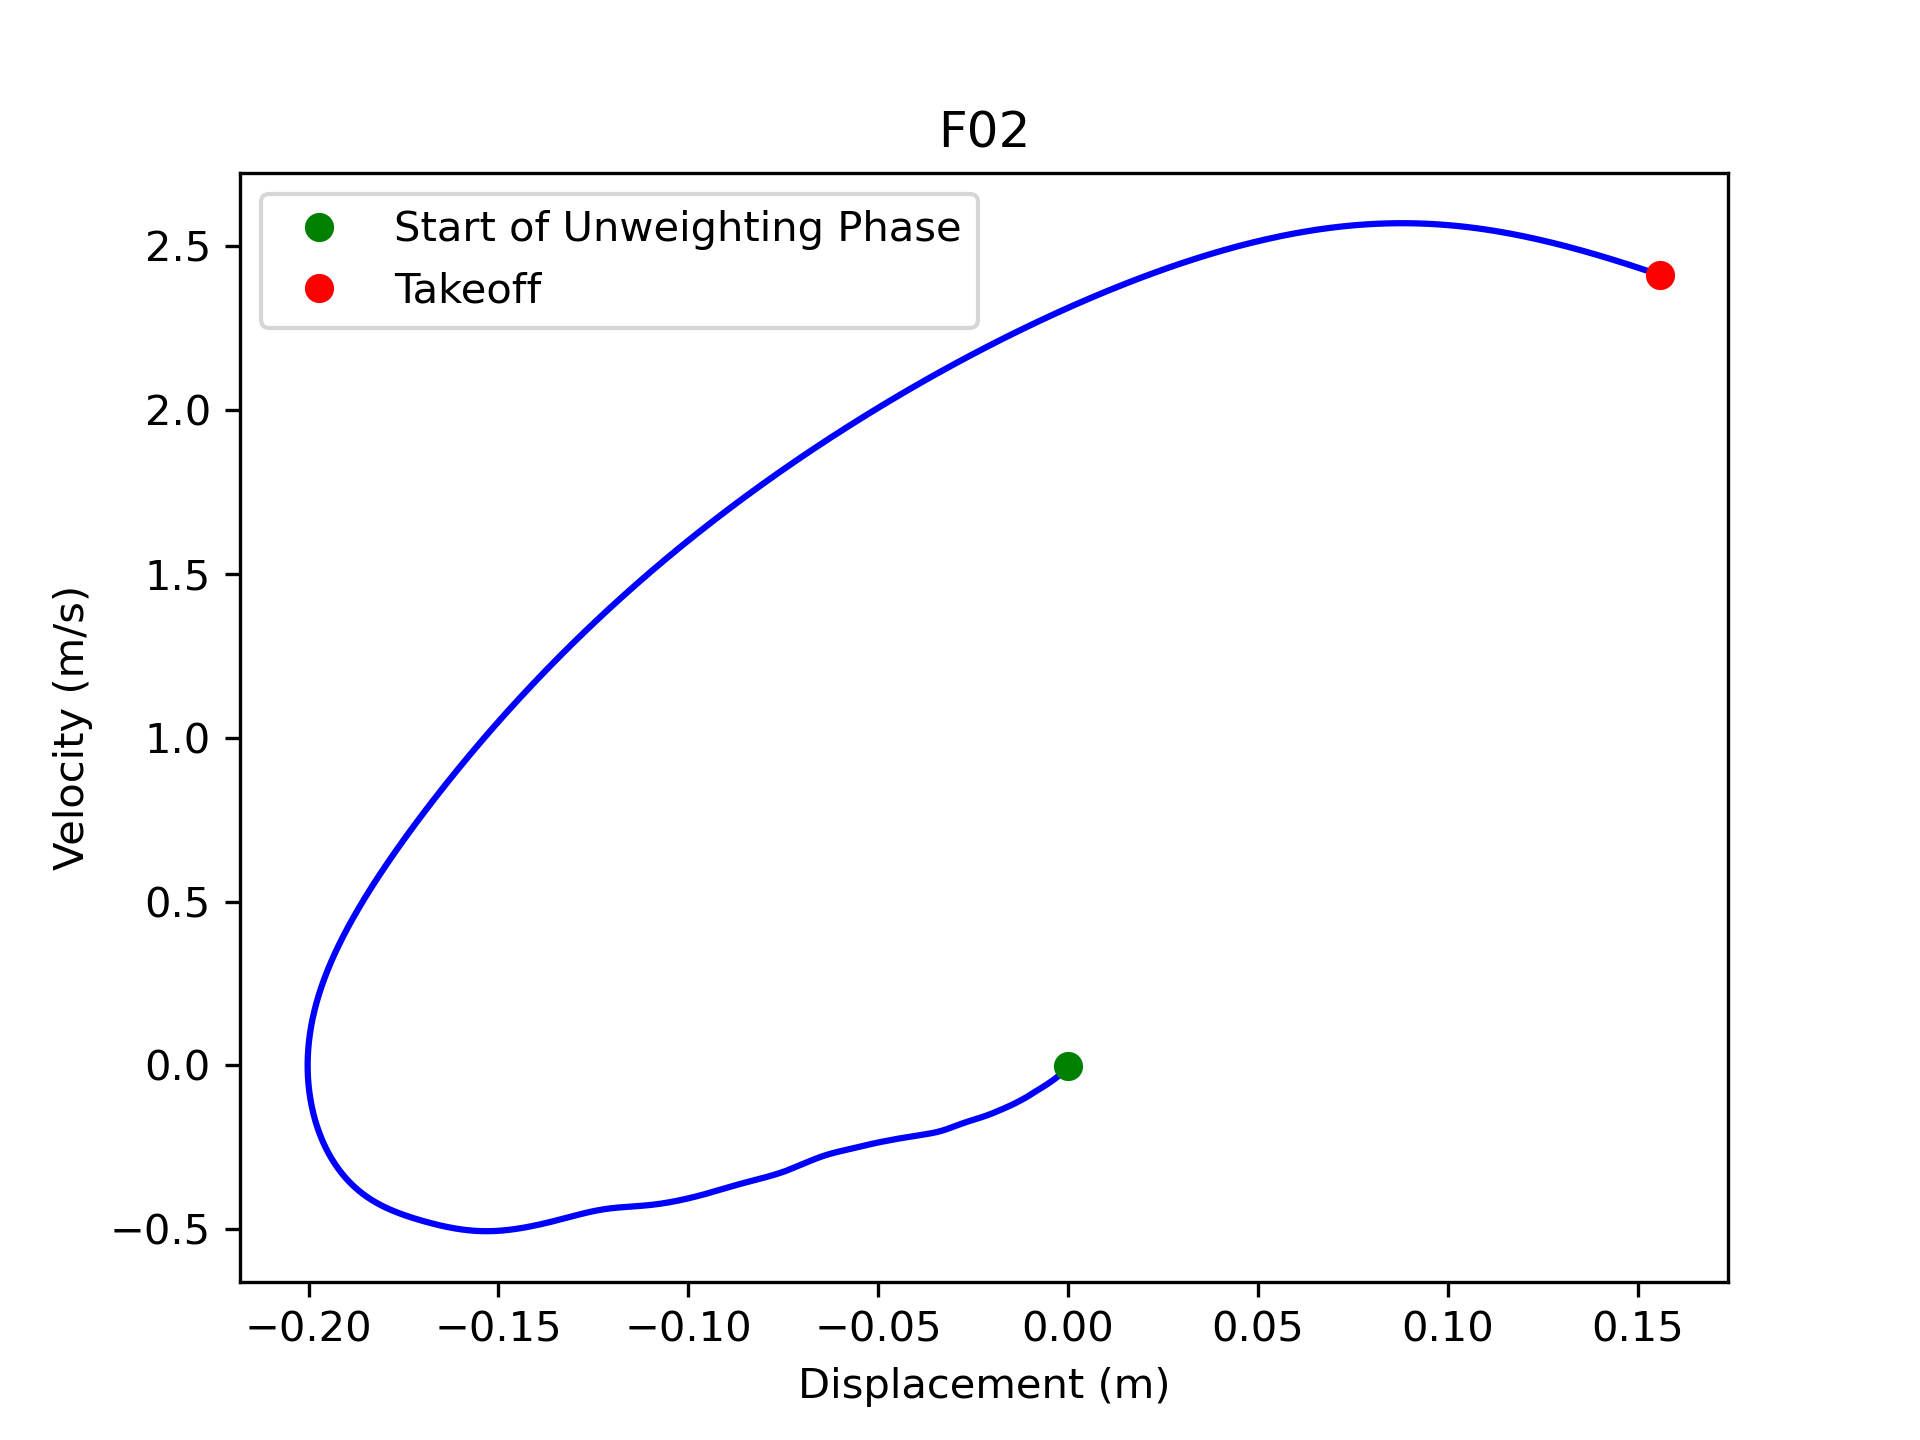 F02
Start of Unweighting Phase
Takeoff
2.5
2.0
1.5
1.0
0.5
0.0
−0.5
Velocity (m/s)
−0.20 −0.15 −0.10 −0.05 0.00 0.05 0.10 0.15
Displacement (m)